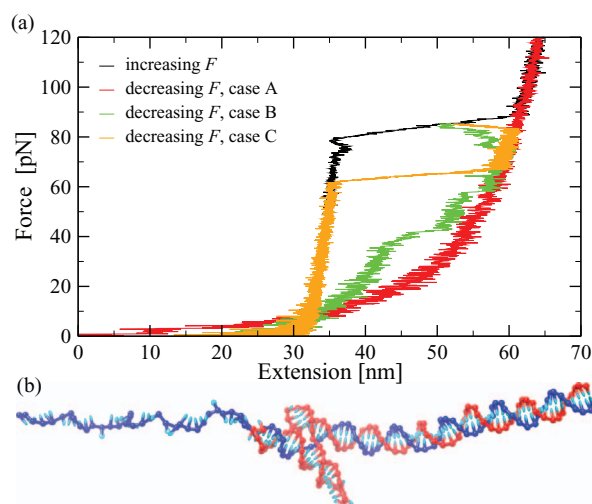 (a)
120
100
80
60
40
20
0
Force [pN]
increasing F
decreasing F, case A
decreasing F, case B
decreasing F, case C
0 10 20 30 40 50 60 70
Extension [nm]
(b)